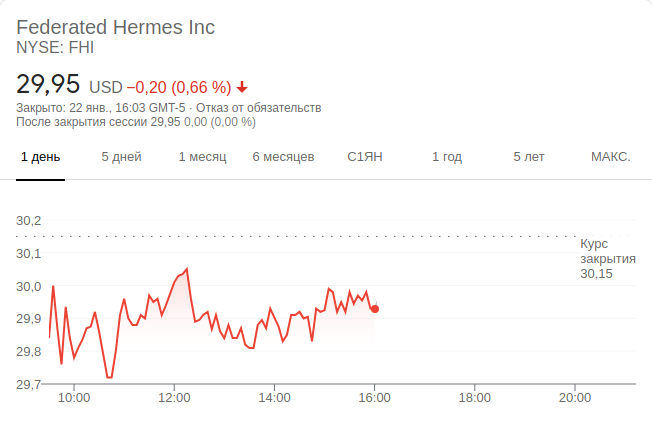 Federated Hermes Inc
NYSE: FHI
29,95 USD −0,20 (0,66 %)
Закрыто: 22 янв., 16:03 GMT-5 · Отказ от обязательств
После закрытия сессии 29,95 0,00 (0,00 %)
1 день 5 дней 1 месяц 6 месяцев С1ЯН 1 год 5 лет МАКС.
30,2
Курс
закрытия
30,15
30,1
30,0
29,9
29,8
29,7
10:00 12:00 14:00 16:00 18:00 20:00